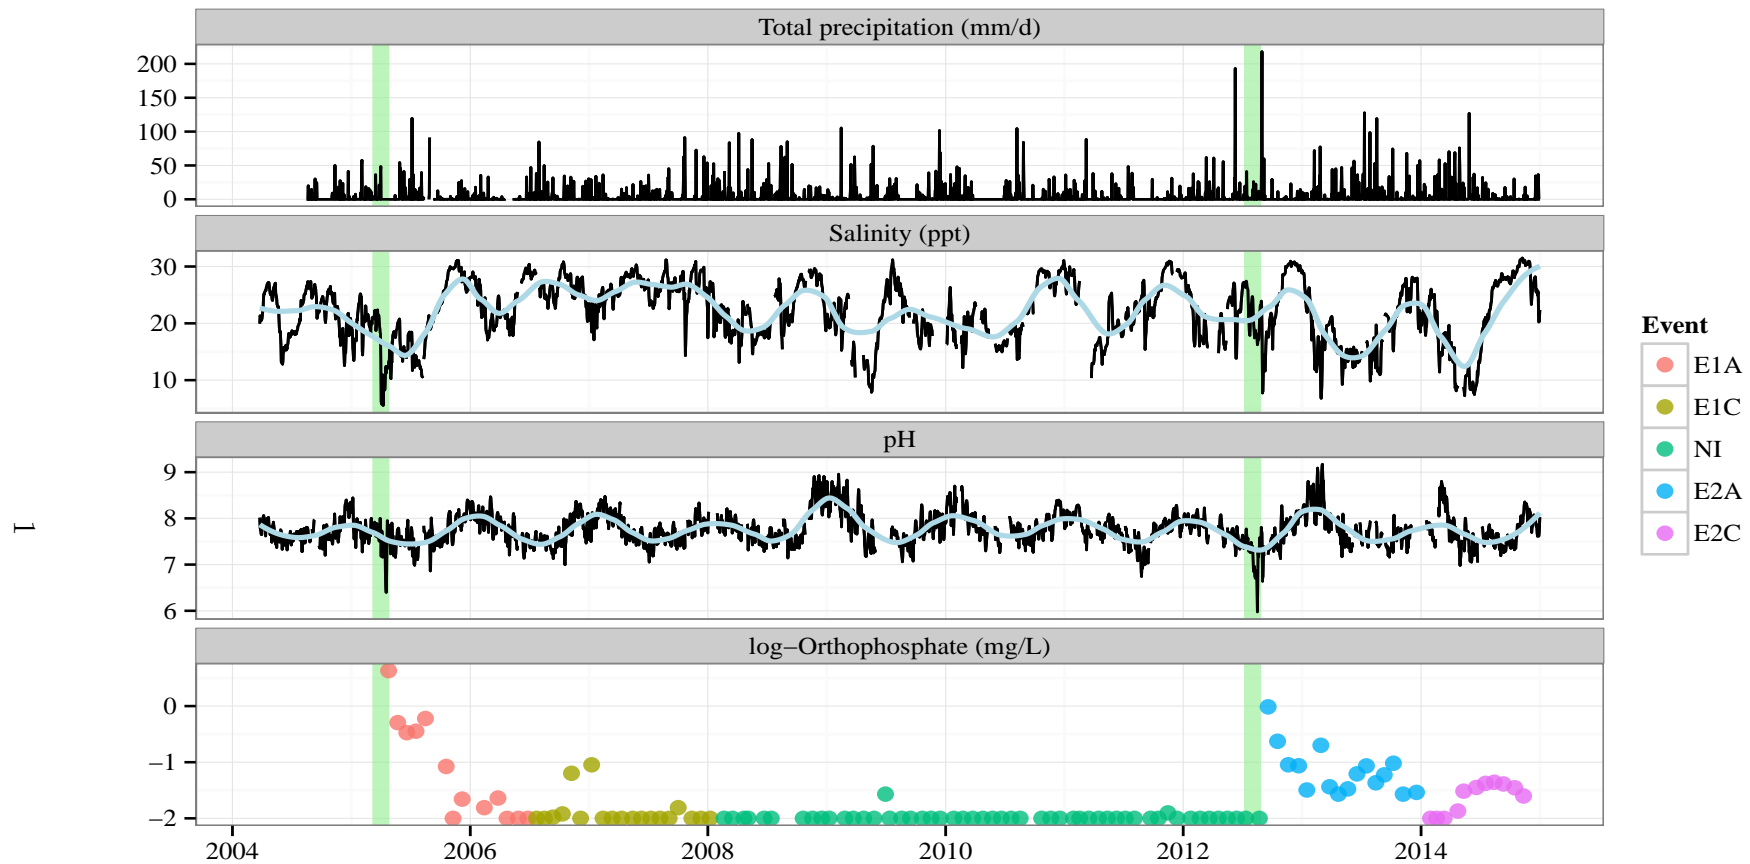 Total precipitation (mm/d)
200
150
100
50
0
Salinity (ppt)
30
20
10
pH
9
8
7
6
log−Orthophosphate (mg/L)
0
−1
−2
2004 2006 2008 2010 2012 2014
Event
E1A
E1C
NI
E2A
E2C
1